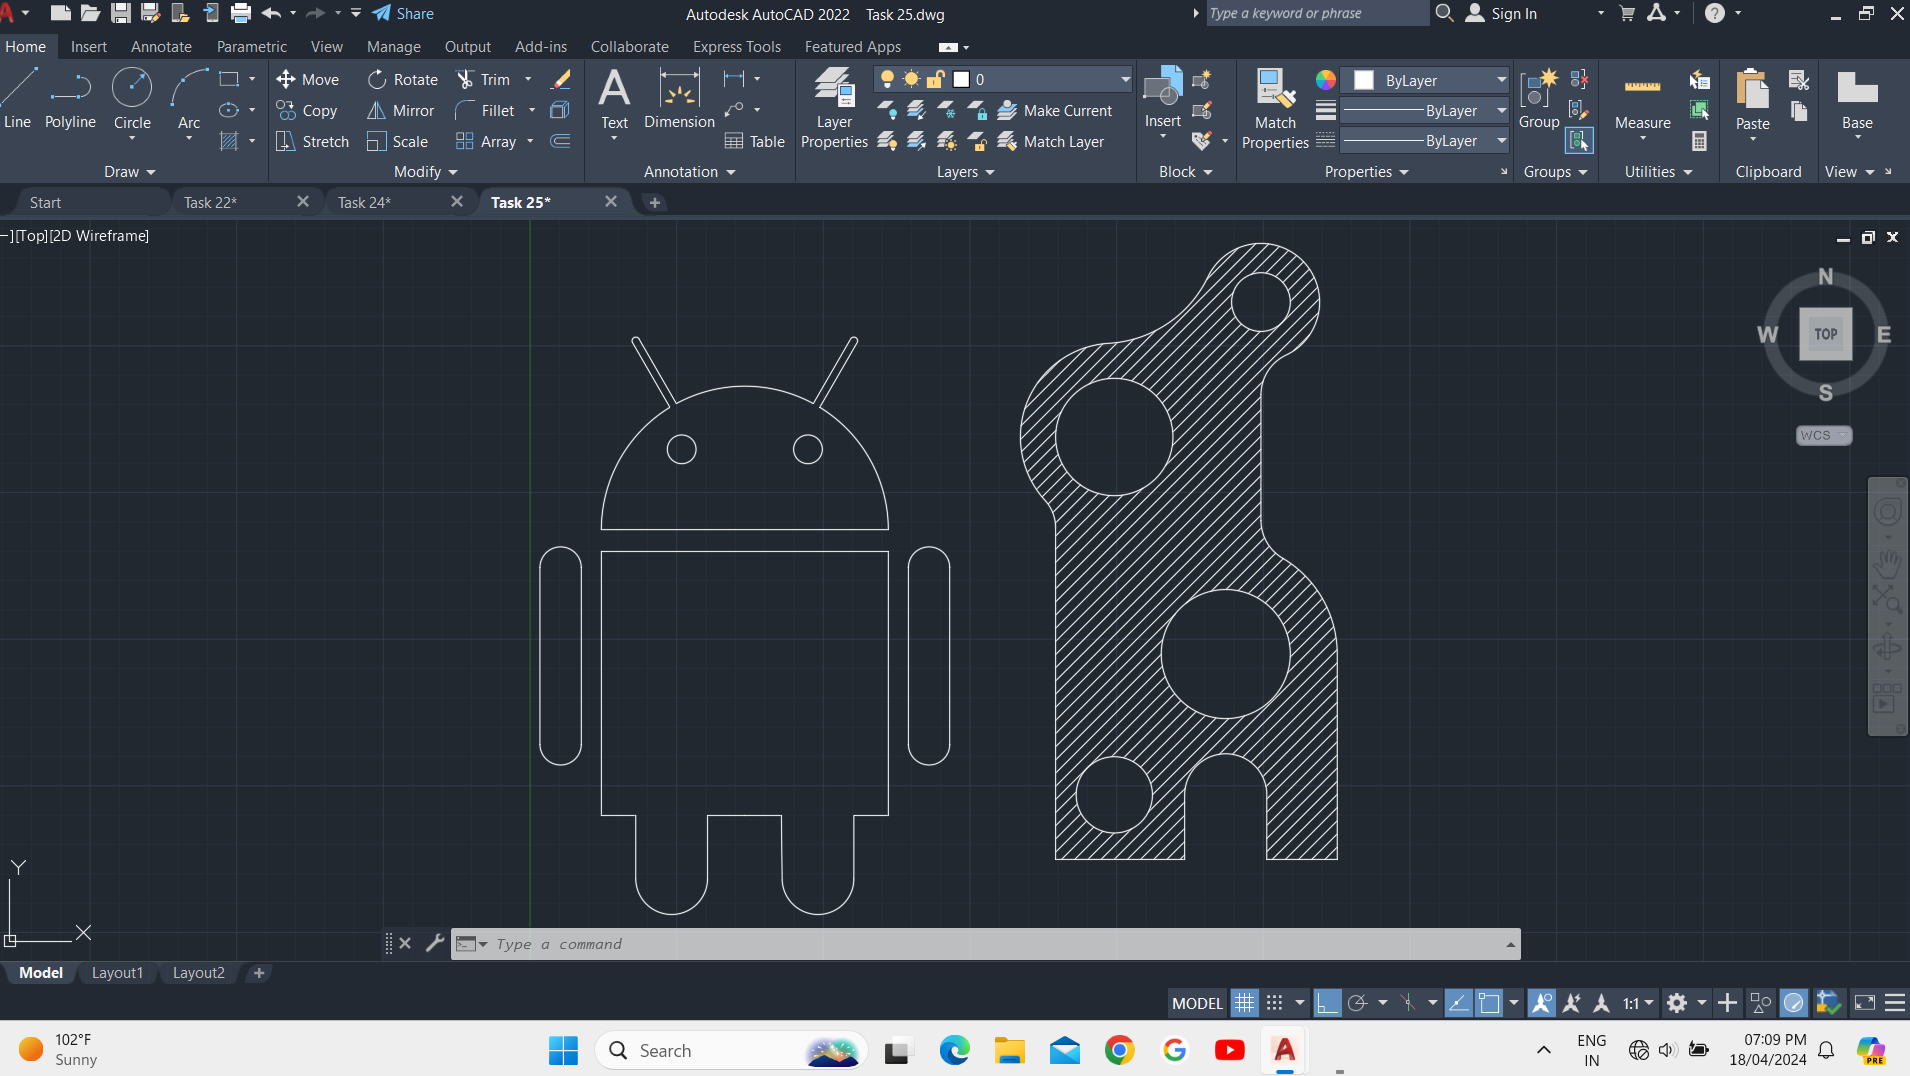 Share
Autodesk AutoCAD 2022 Task 25.dwg
Type a keyword or phrase
Sign In
Home Insert Annotate Parametric View Manage Output Add-ins Collaborate Express Tools Featured Apps
Line Polyline Circle Arc
Move Rotate Trim
Copy Mirror Fillet
Stretch Scale Array
Text Dimension Table
Layer Properties
0
Make Current
Match Layer
Insert
Match Properties
ByLayer
ByLayer
ByLayer
Group
Measure
Paste
Base
Draw Modify Annotation Layers Block Properties Groups Utilities Clipboard View
Start Task 22* Task 24* Task 25*
−][Top][2D Wireframe]
N
W TOP E
S
WCS
Y
X
Type a command
Model Layout1 Layout2
MODEL 1:1
102°F
Sunny
Search
ENG
IN
07:09 PM
18/04/2024
PRE